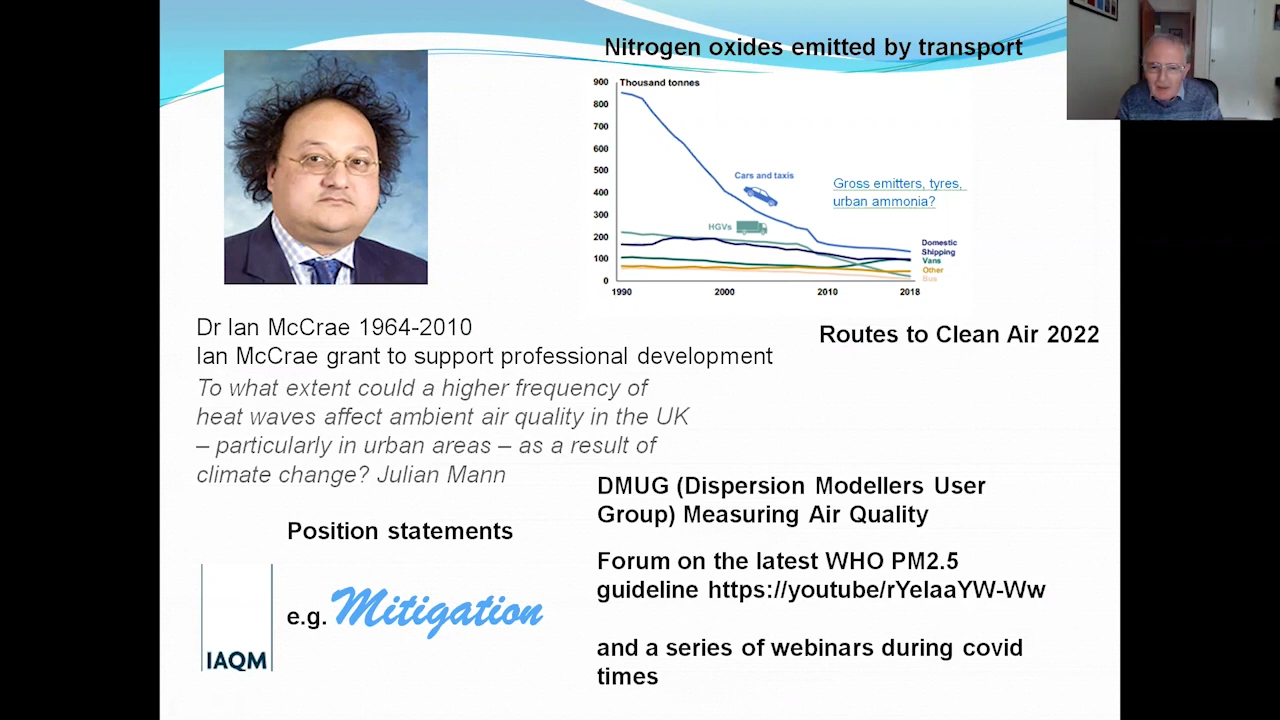 Nitrogen oxides emitted by transport
900
Thousand tonnes
800
700
600
500
400
300
200
100
0
1990
2000
2010
2018
Cars and taxis
HGVs
Gross emitters, tyres,
urban ammonia?
Domestic
Shipping
Vans
Other
Bus
Dr Ian McCrae 1964-2010
Ian McCrae grant to support professional development
To what extent could a higher frequency of
heat waves affect ambient air quality in the UK
– particularly in urban areas – as a result of
climate change? Julian Mann
Routes to Clean Air 2022
Position statements
e.g. Mitigation
IAQM
DMUG (Dispersion Modellers User
Group) Measuring Air Quality
Forum on the latest WHO PM2.5
guideline https://youtube/rYeIaaYW-Ww
and a series of webinars during covid
times